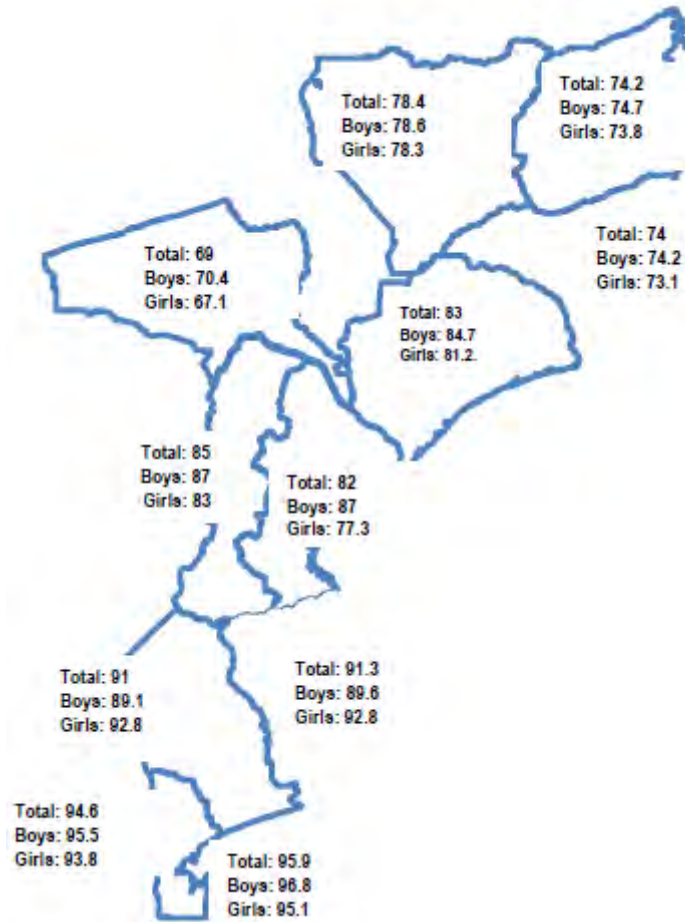 Total: 78.4
Boys: 78.6
Girls: 78.3
Total: 74.2
Boys: 74.7
Girls: 73.8
Total: 74
Boys: 74.2
Girls: 73.1
Total: 69
Boys: 70.4
Girls: 67.1
Total: 83
Boys: 84.7
Girls: 81.2.
Total: 85
Boys: 87
Girls: 83
Total: 82
Boys: 87
Girls: 77.3
Total: 91
Boys: 89.1
Girls: 92.8
Total: 91.3
Boys: 89.6
Girls: 92.8
Total: 94.6
Boys: 95.5
Girls: 93.8
Total: 95.9
Boys: 96.8
Girls: 95.1